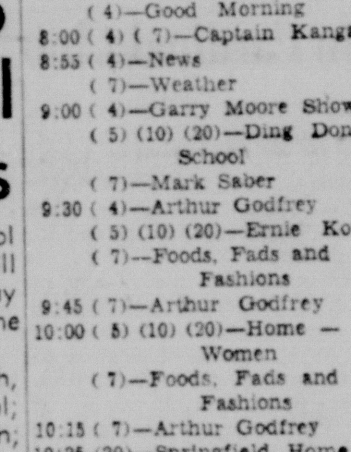 ( 4)—Good Morning
8:00 ( 4) ( 7)—Captain Kang
8:55 ( 4)—News
( 7)—Weather
9:00 ( 4)—Garry Moore Show
( 5) (10) (20)—Ding Don
School
( 7)—Mark Saber
9:30 ( 4)—Arthur Godfrey
( 5) (10) (20)—Ernie Ko
( 7)—Foods, Fads and
Fashions
9:45 ( 7)—Arthur Godfrey
10:00 ( 5) (10) (20)—Home —
Women
( 7)—Foods, Fads and
Fashions
10:15 ( 7)—Arthur Godfrey